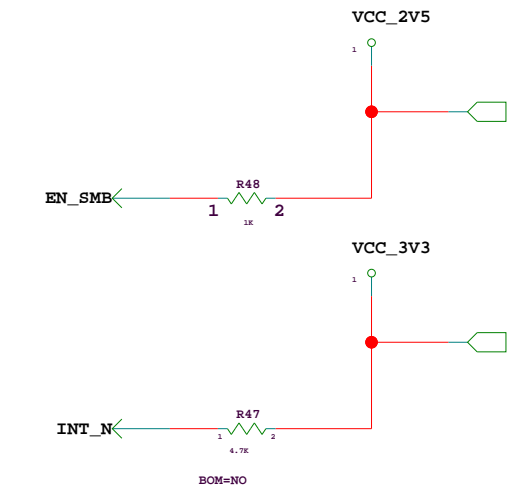 VCC_2V5
1
R48
EN_SMB
1 2
1K
VCC_3V3
1
R47
INT_N
1 2
4.7K
BOM=NO